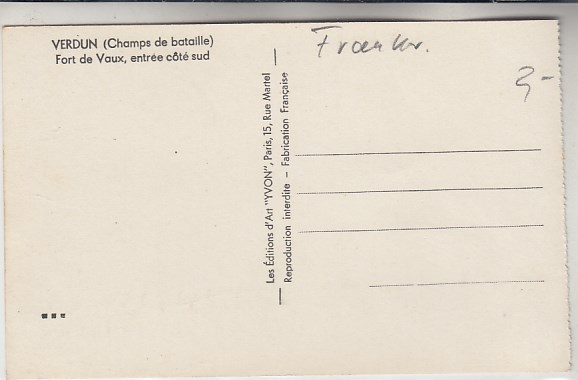 VERDUN (Champs de bataille)
Fort de Vaux, entrée côté sud
Les Éditions d'Art "YVON", Paris, 15, Rue Martel
Reproduction interdite – Fabrication Française
Frankr.
3-